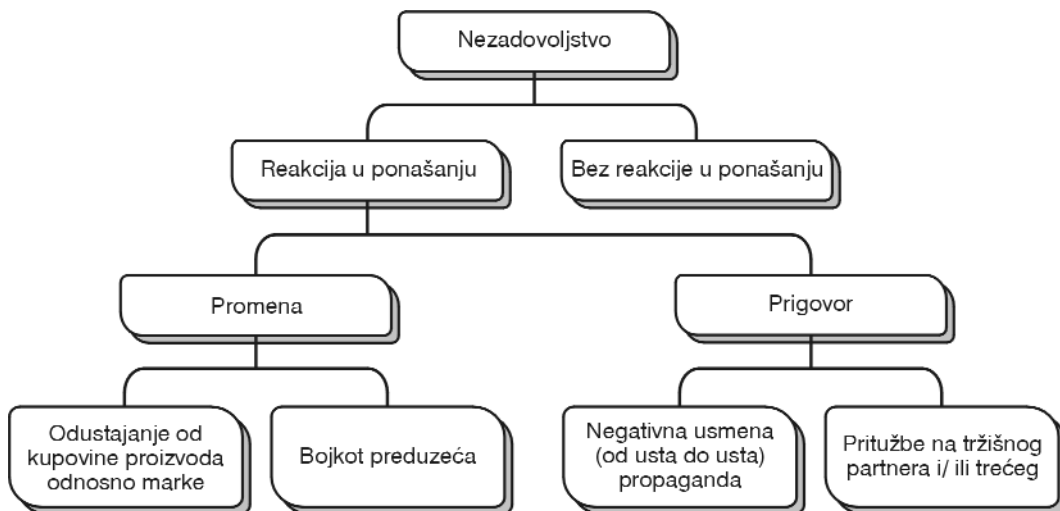 Nezadovoljstvo
Reakcija u ponašanju
Bez reakcije u ponašanju
Promena
Prigovor
Odustajanje od
kupovine proizvoda
odnosno marke
Bojkot preduzeća
Negativna usmena
(od usta do usta)
propaganda
Pritužbe na tržišnog
partnera i/ ili trećeg